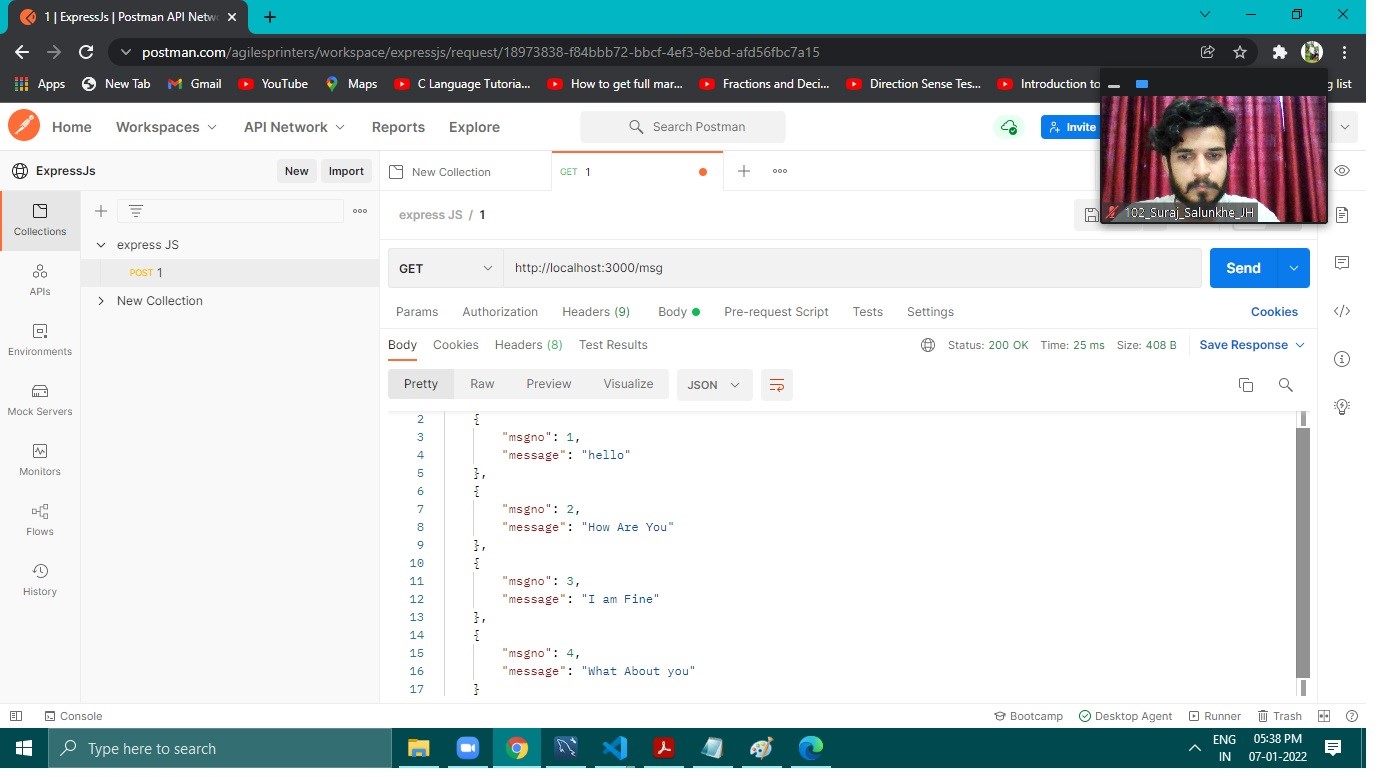 1 | ExpressJs | Postman API Netw
postman.com/agilesprinters/workspace/expressjs/request/18973838-f84bbb72-bbcf-4ef3-8ebd-afd56fbc7a15
Apps New Tab Gmail YouTube Maps C Language Tutoria... How to get full mar... Fractions and Deci... Direction Sense Tes... Introduction to g list
Home Workspaces API Network Reports Explore Search Postman Invite
102_Suraj_Salunkhe_JH
ExpressJs New Import New Collection GET 1
express JS / 1
Collections
APIs
Environments
Mock Servers
Monitors
Flows
History
express JS
POST 1
New Collection
GET http://localhost:3000/msg Send
Params Authorization Headers (9) Body Pre-request Script Tests Settings Cookies
Body Cookies Headers (8) Test Results Status: 200 OK Time: 25 ms Size: 408 B Save Response
Pretty Raw Preview Visualize JSON
2 {
3 "msgno": 1,
4 "message": "hello"
5 },
6 {
7 "msgno": 2,
8 "message": "How Are You"
9 },
10 {
11 "msgno": 3,
12 "message": "I am Fine"
13 },
14 {
15 "msgno": 4,
16 "message": "What About you"
17 }
Console Bootcamp Desktop Agent Runner Trash
Type here to search
ENG
IN
05:38 PM
07-01-2022